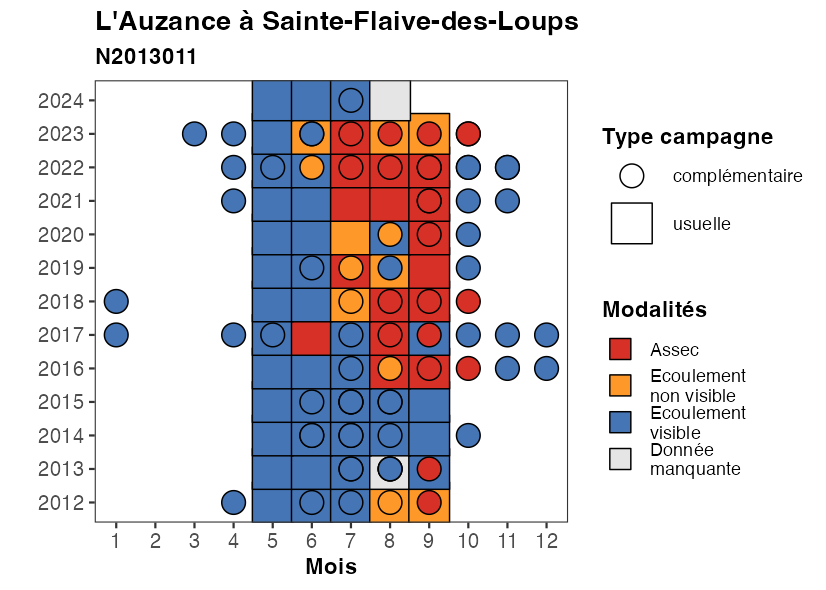 L'Auzance à Sainte-Flaive-des-Loups
N2013011
2024
2023
2022
2021
2020
2019
2018
2017
2016
2015
2014
2013
2012
1 2 3 4 5 6 7 8 9 10 11 12
Mois
Type campagne
complémentaire
usuelle
Modalités
Assec
Ecoulement
non visible
Ecoulement
visible
Donnée
manquante